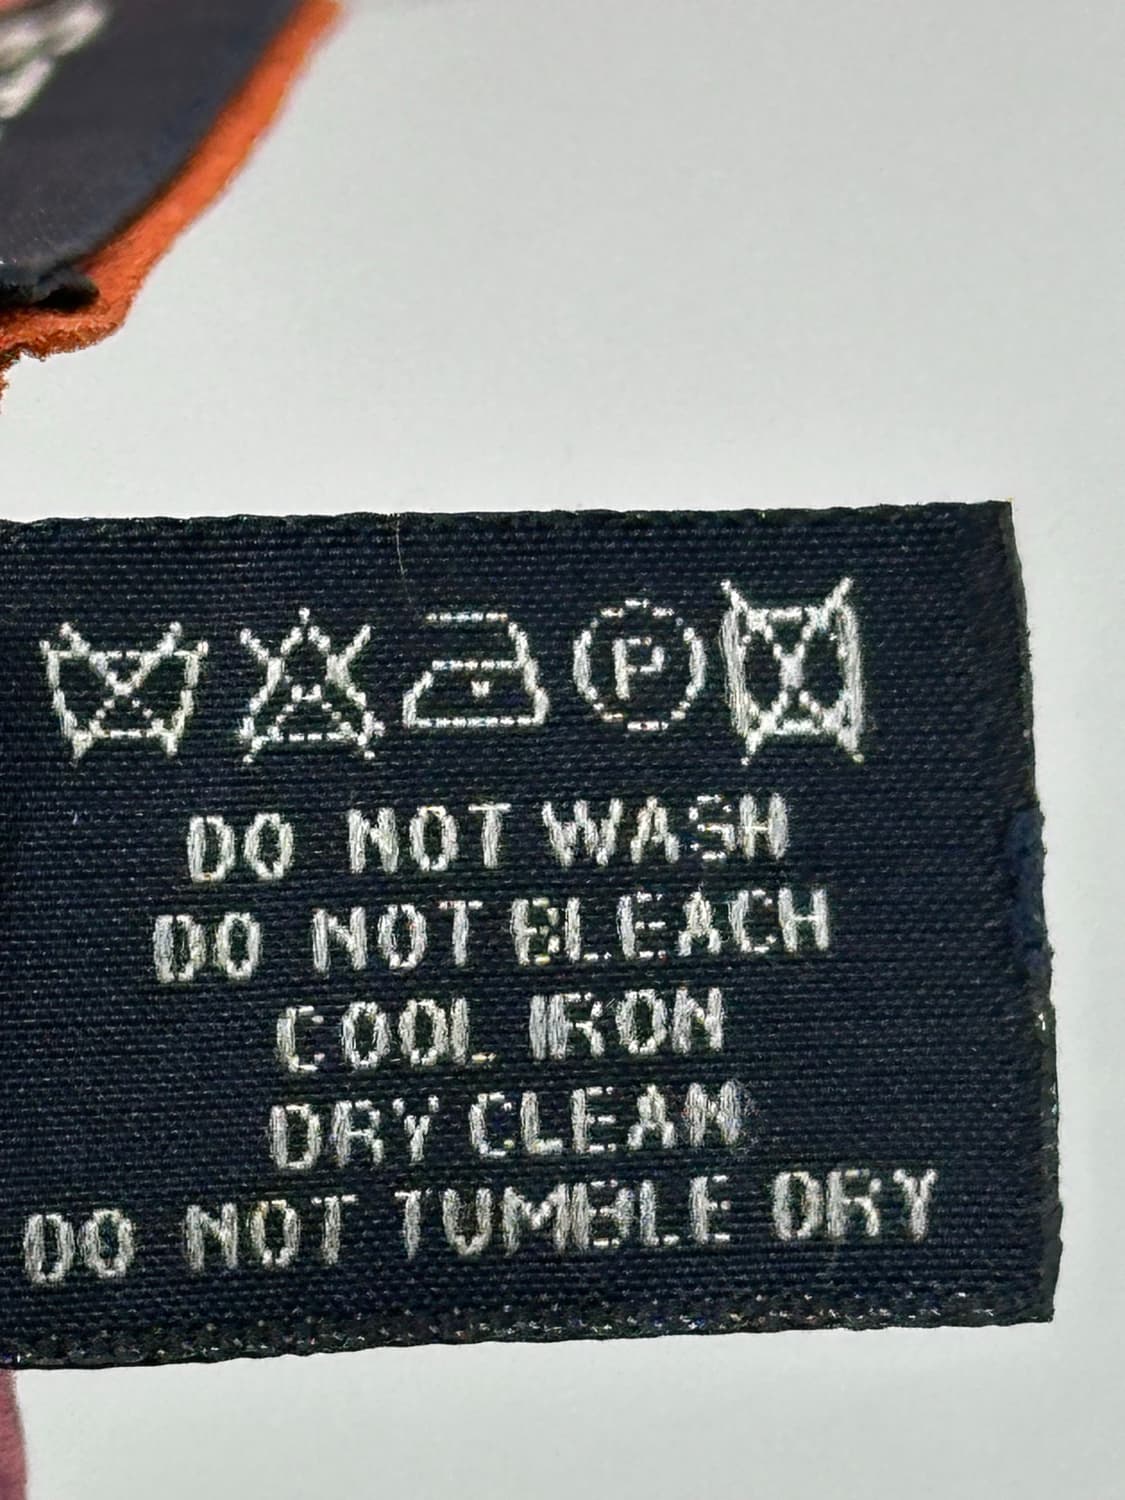 P
DO NOT WASH
DO NOT BLEACH
COOL IRON
DRY CLEAN
DO NOT TUMBLE DRY